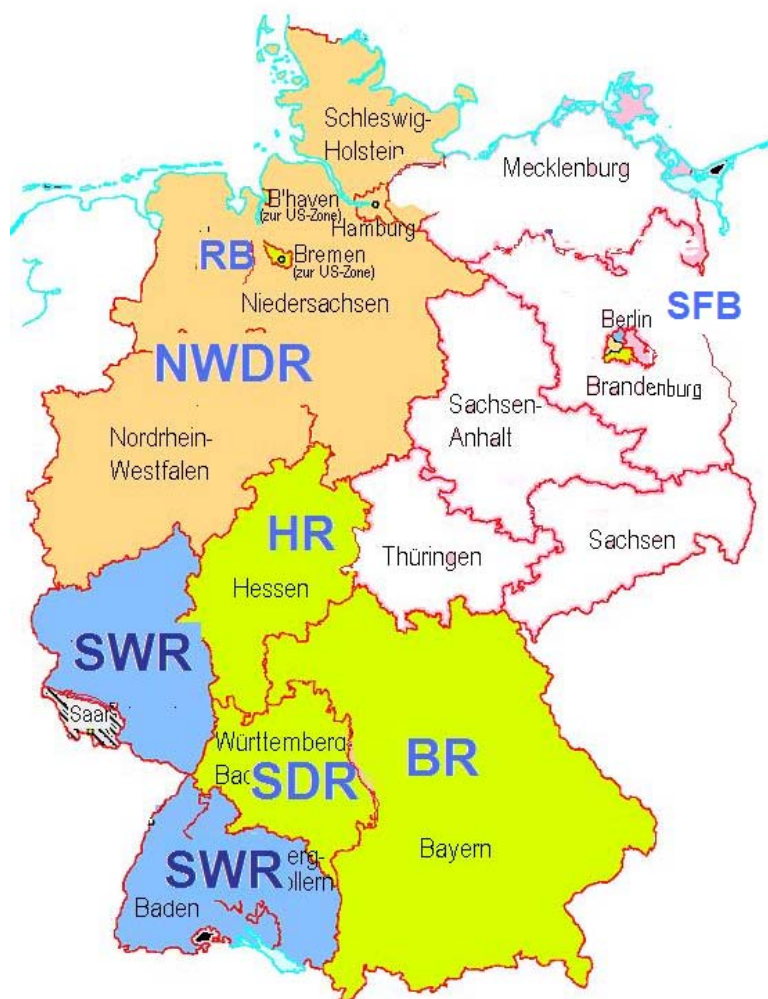 Schleswig-
Holstein
Mecklenburg
B'haven
(zur US-Zone)
Hamburg
RB
Bremen
(zur US-Zone)
Niedersachsen
SFB
Berlin
Brandenburg
NWDR
Sachsen-
Anhalt
Nordrhein-
Westfalen
HR
Hessen
Thüringen
Sachsen
SWR
Saar
Württemberg-
SDR
BR
Bayern
SWR
Baden